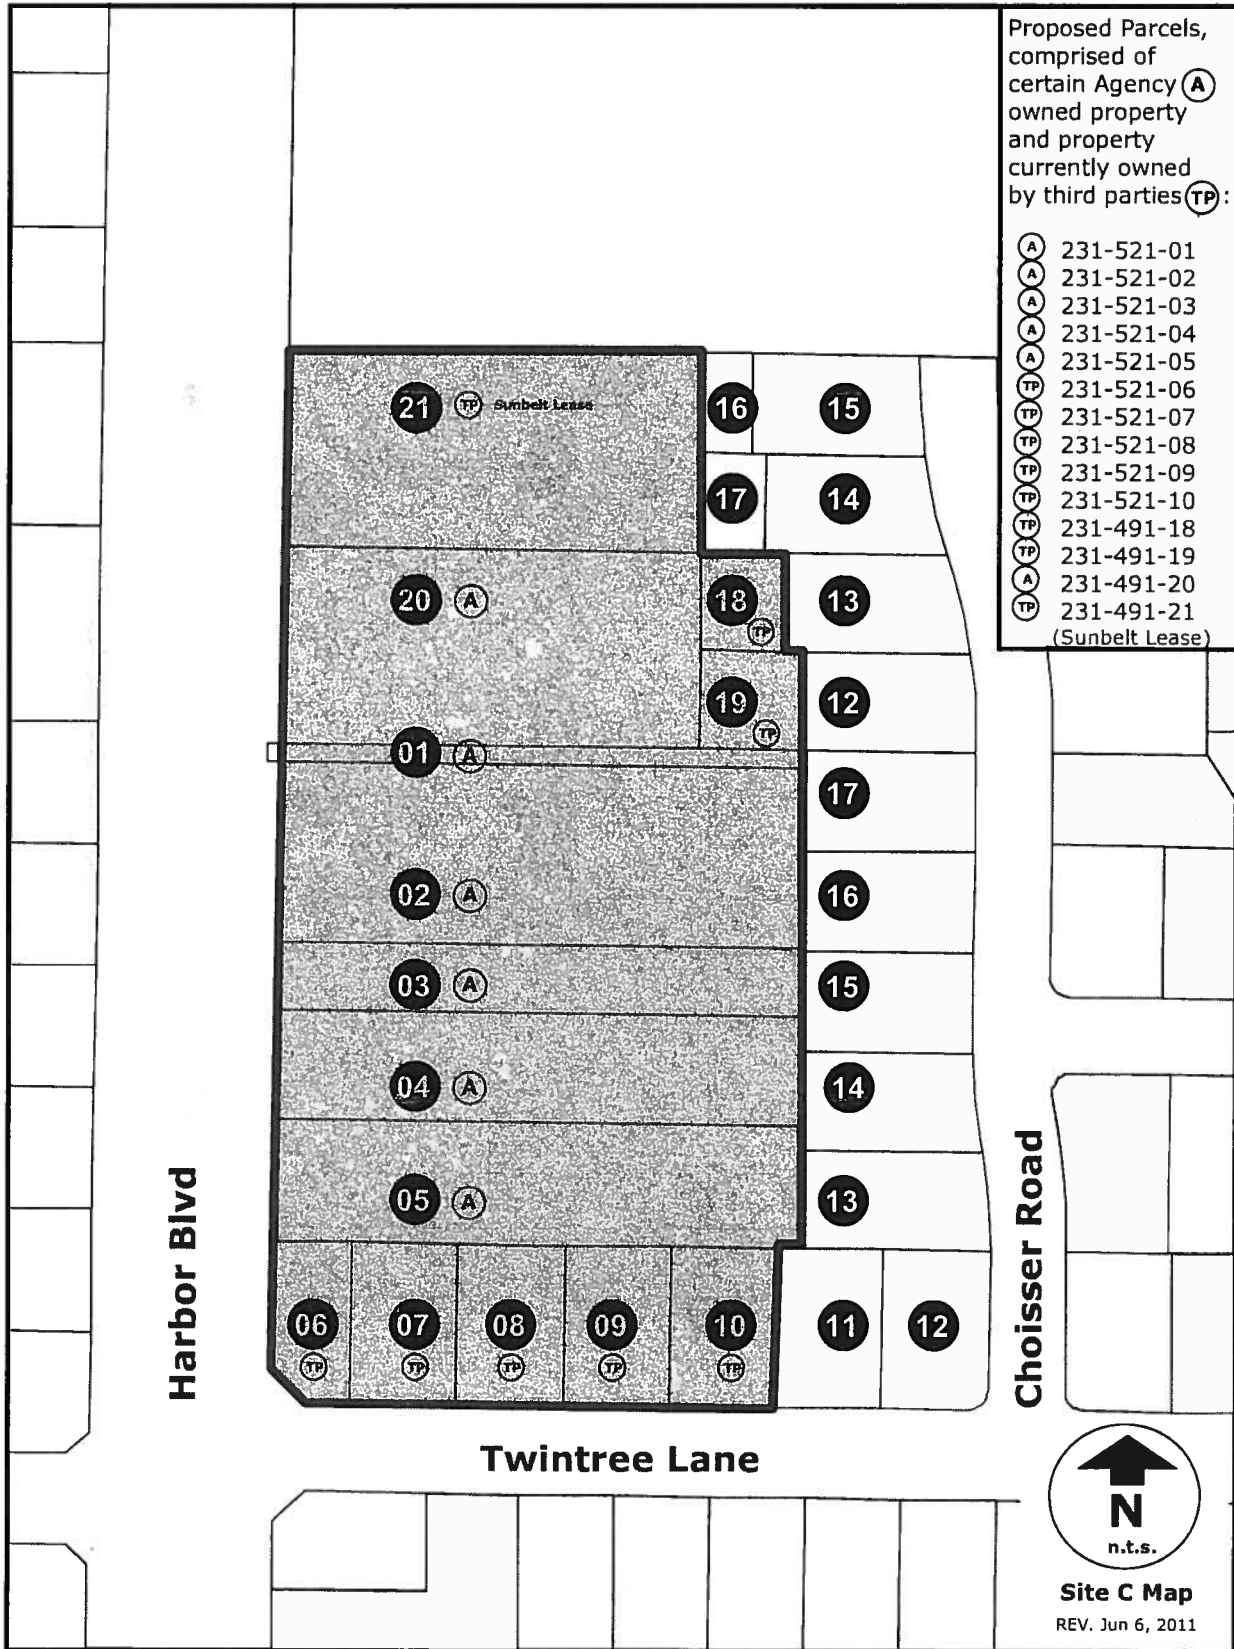 Proposed Parcels,
comprised of
certain Agency A
owned property
and property
currently owned
by third parties TP :
A 231-521-01
A 231-521-02
A 231-521-03
A 231-521-04
A 231-521-05
TP 231-521-06
TP 231-521-07
TP 231-521-08
TP 231-521-09
TP 231-521-10
TP 231-491-18
TP 231-491-19
A 231-491-20
TP 231-491-21
(Sunbelt Lease)
21 TP Sunbelt Lease
16 15
17 14
20 A
18 TP
13
19 TP
12
01 A
17
02 A
16
03 A
15
04 A
14
05 A
13
06 TP
07 TP
08 TP
09 TP
10 TP
11
12
Harbor Blvd
Choisser Road
Twintree Lane
N
n.t.s.
Site C Map
REV. Jun 6, 2011